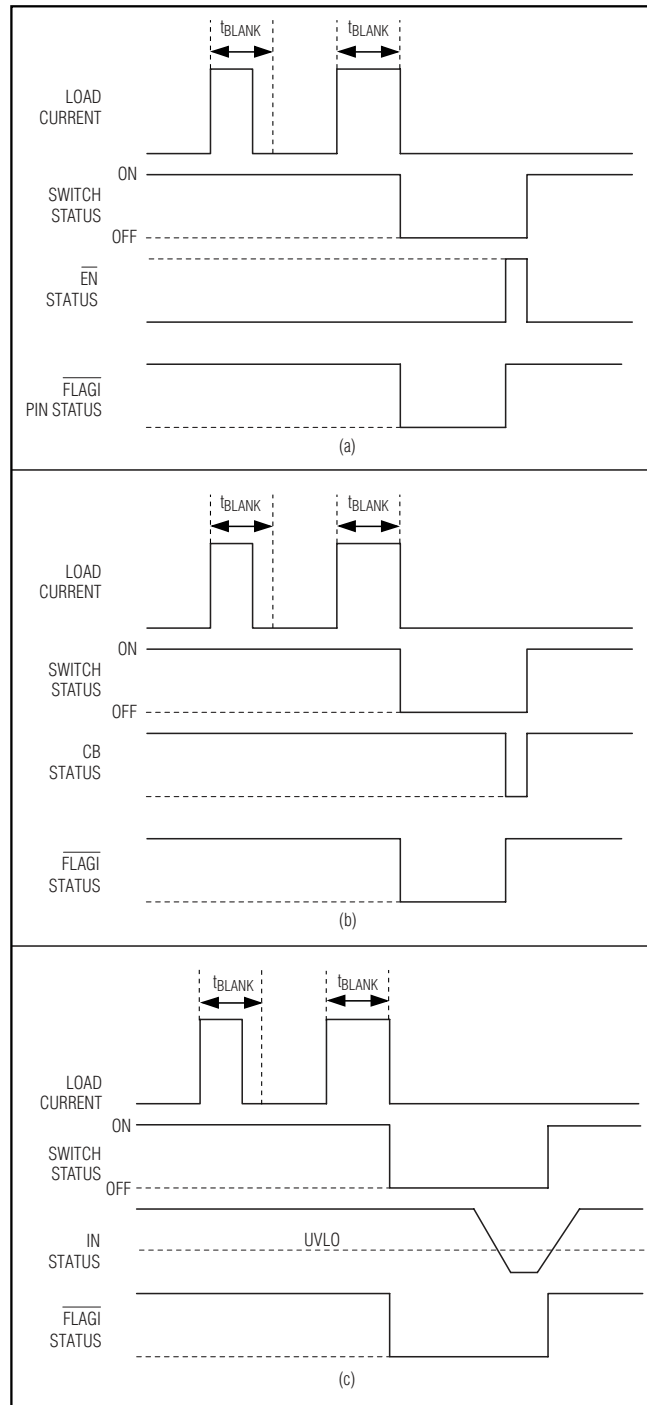 tBLANK tBLANK
LOAD
CURRENT
ON
SWITCH
STATUS
OFF
EN
STATUS
FLAGI
PIN STATUS
(a)
tBLANK tBLANK
LOAD
CURRENT
ON
SWITCH
STATUS
OFF
CB
STATUS
FLAGI
STATUS
(b)
tBLANK tBLANK
LOAD
CURRENT
ON
SWITCH
STATUS
OFF
IN
STATUS
UVLO
FLAGI
STATUS
(c)